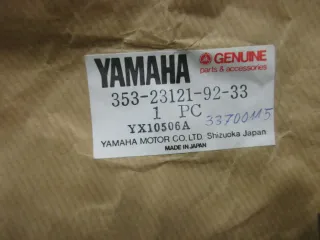 YAMAHA
GENUINE
parts & accessories
353-23121-92-33
1 PC
YX10506A
33700115
YAMAHA MOTOR CO., LTD. Shizuoka Japan
MADE IN JAPAN